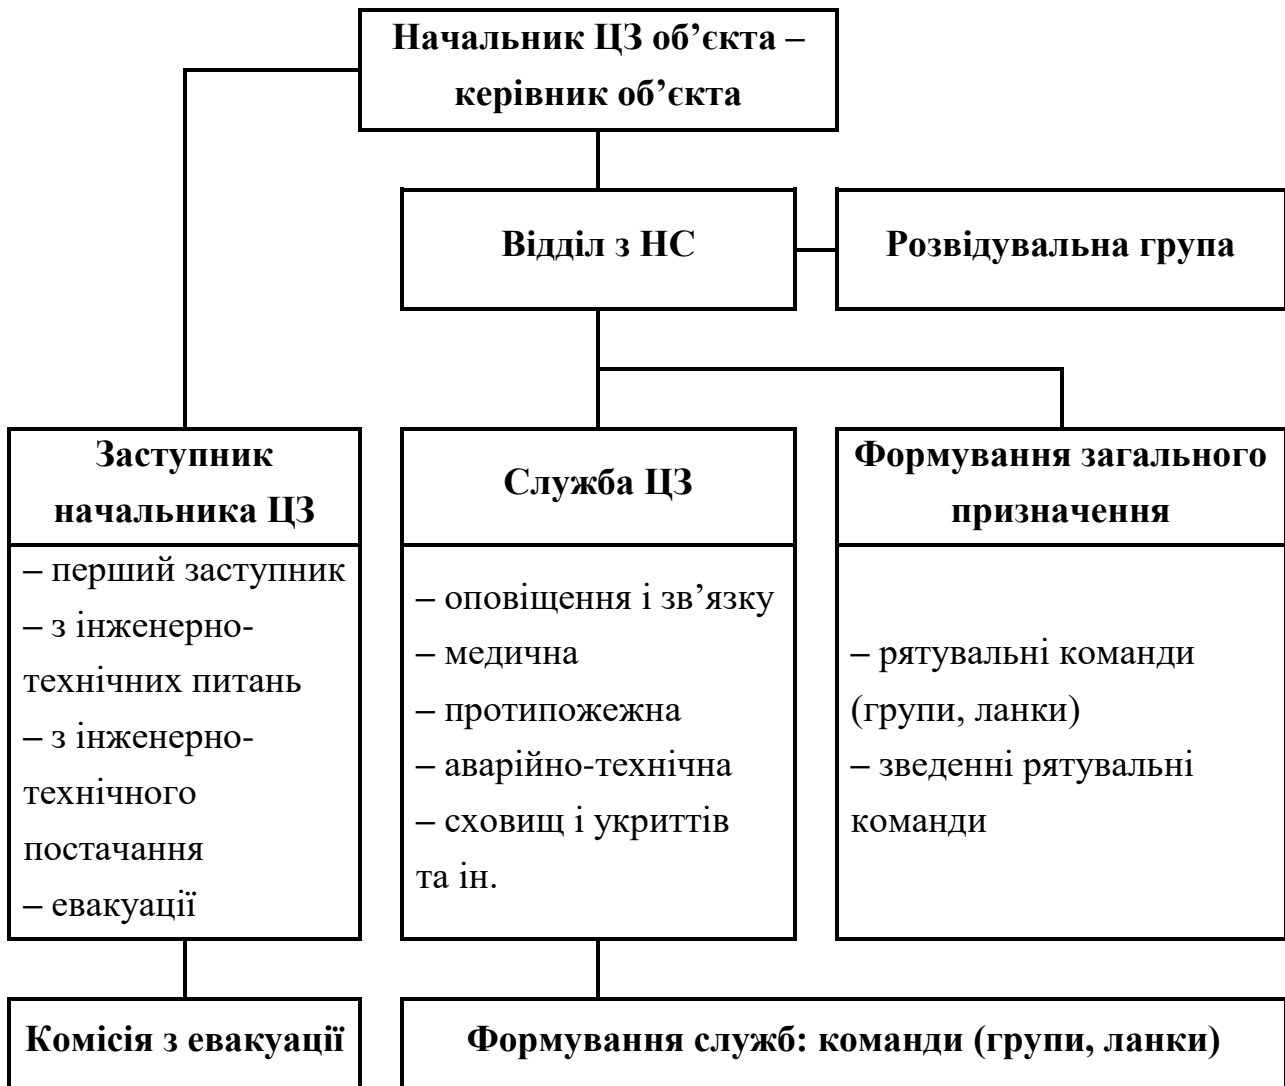 Начальник ЦЗ об’єкта –
керівник об’єкта
Відділ з НС
Розвідувальна група
Заступник
начальника ЦЗ
– перший заступник
– з інженерно-
технічних питань
– з інженерно-
технічного
постачання
– евакуації
Служба ЦЗ
– оповіщення і зв’язку
– медична
– протипожежна
– аварійно-технічна
– сховищ і укриттів
та ін.
Формування загального
призначення
– рятувальні команди
(групи, ланки)
– зведенні рятувальні
команди
Комісія з евакуації
Формування служб: команди (групи, ланки)